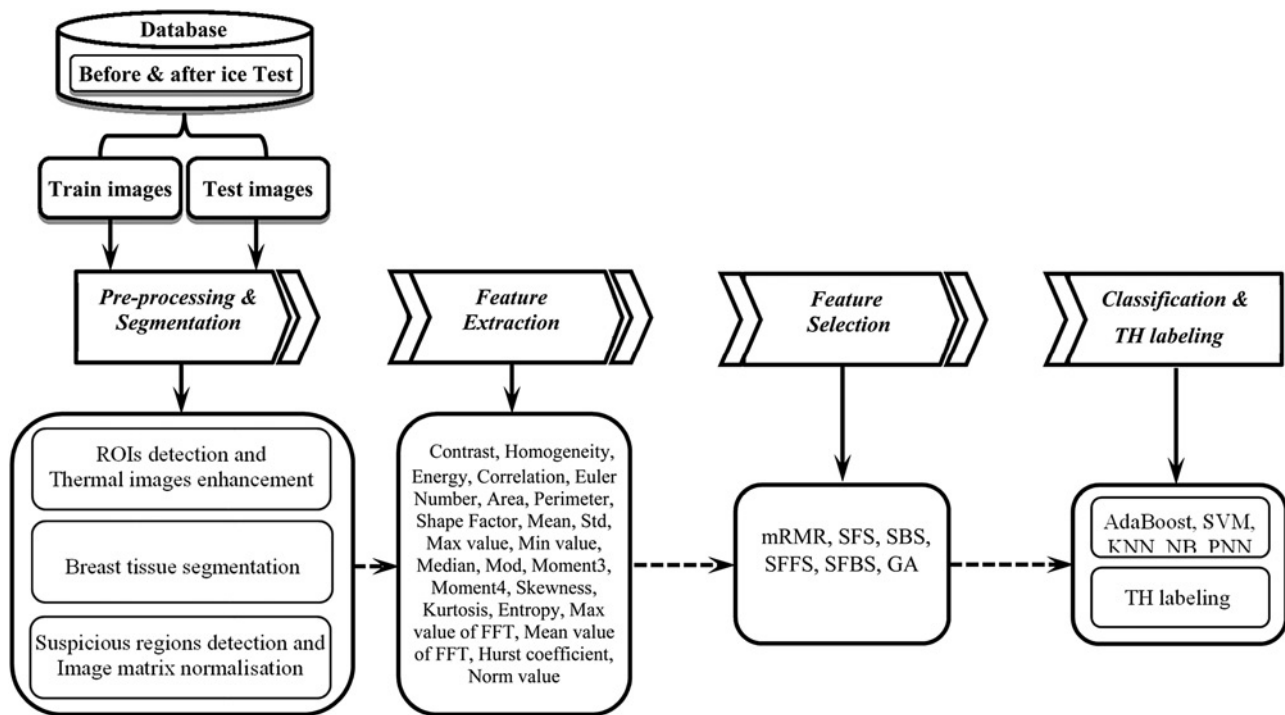 Database
Before & after ice Test
Train images
Test images
Pre-processing &
Segmentation
Feature
Extraction
Feature
Selection
Classification &
TH labeling
ROIs detection and
Thermal images enhancement
Breast tissue segmentation
Suspicious regions detection and
Image matrix normalisation
Contrast, Homogeneity,
Energy, Correlation, Euler
Number, Area, Perimeter,
Shape Factor, Mean, Std,
Max value, Min value,
Median, Mod, Moment3,
Moment4, Skewness,
Kurtosis, Entropy, Max
value of FFT, Mean value
of FFT, Hurst coefficient,
Norm value
mRMR, SFS, SBS,
SFFS, SFBS, GA
AdaBoost, SVM,
KNN, NB, PNN
TH labeling